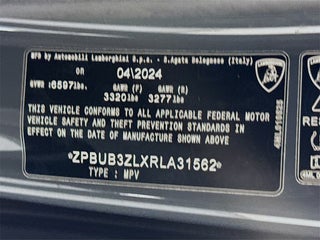 MFG by Automobili Lamborghini S.p.a. - S.Agata Bolognese (Italy)
on 04\2024
GVWR 6597lbs. GAWR (F) 3320lbs GAWR (R) 3277lbs
THIS VEHICLE CONFORMS TO ALL APPLICABLE FEDERAL MOTOR
VEHICLE SAFETY AND THEFT PREVENTION STANDARDS IN
EFFECT ON THE DATE OF MANUFACTURE SHOWN ABOVE
*ZPBUB3ZLXRLA31562*
TYPE: MPV